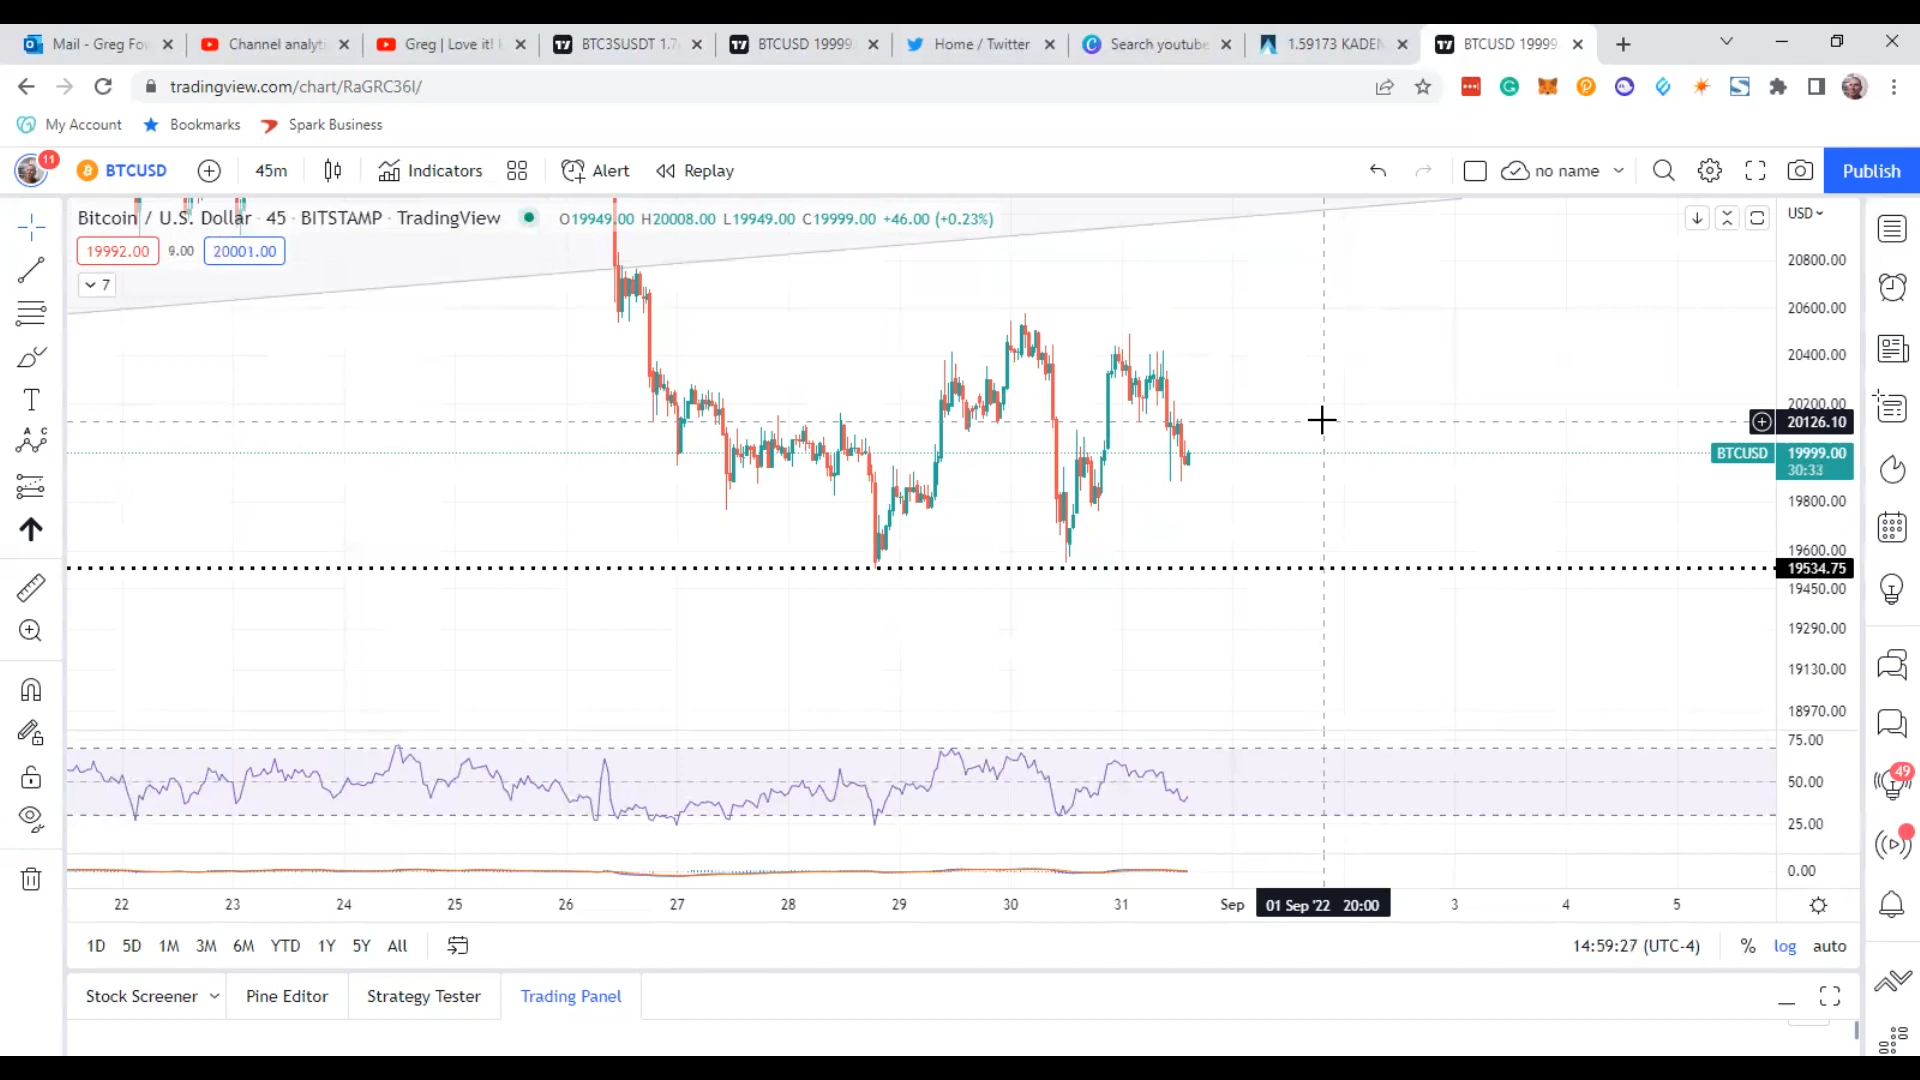 Mail - Greg Fo
Channel analyti
Greg | Love it!
BTC3SUSDT 1.7
BTCUSD 19999
Home / Twitter
Search youtube
1.59173 KADEN
BTCUSD 19999
tradingview.com/chart/RaGRC36I/
My Account
Bookmarks
Spark Business
11
BTCUSD
45m
Indicators
Alert
Replay
no name
Publish
Bitcoin / U.S. Dollar · 45 · BITSTAMP · TradingView
O19949.00 H20008.00 L19949.00 C19999.00 +46.00 (+0.23%)
USD
19992.00
9.00
20001.00
7
20800.00
20600.00
20400.00
20200.00
20126.10
BTCUSD
19999.00
30:33
19800.00
19600.00
19534.75
19450.00
19290.00
19130.00
18970.00
75.00
50.00
25.00
0.00
49
22 23 24 25 26 27 28 29 30 31 Sep 01 Sep '22 20:00 3 4 5
1D 5D 1M 3M 6M YTD 1Y 5Y All
14:59:27 (UTC-4)
% log auto
Stock Screener
Pine Editor
Strategy Tester
Trading Panel